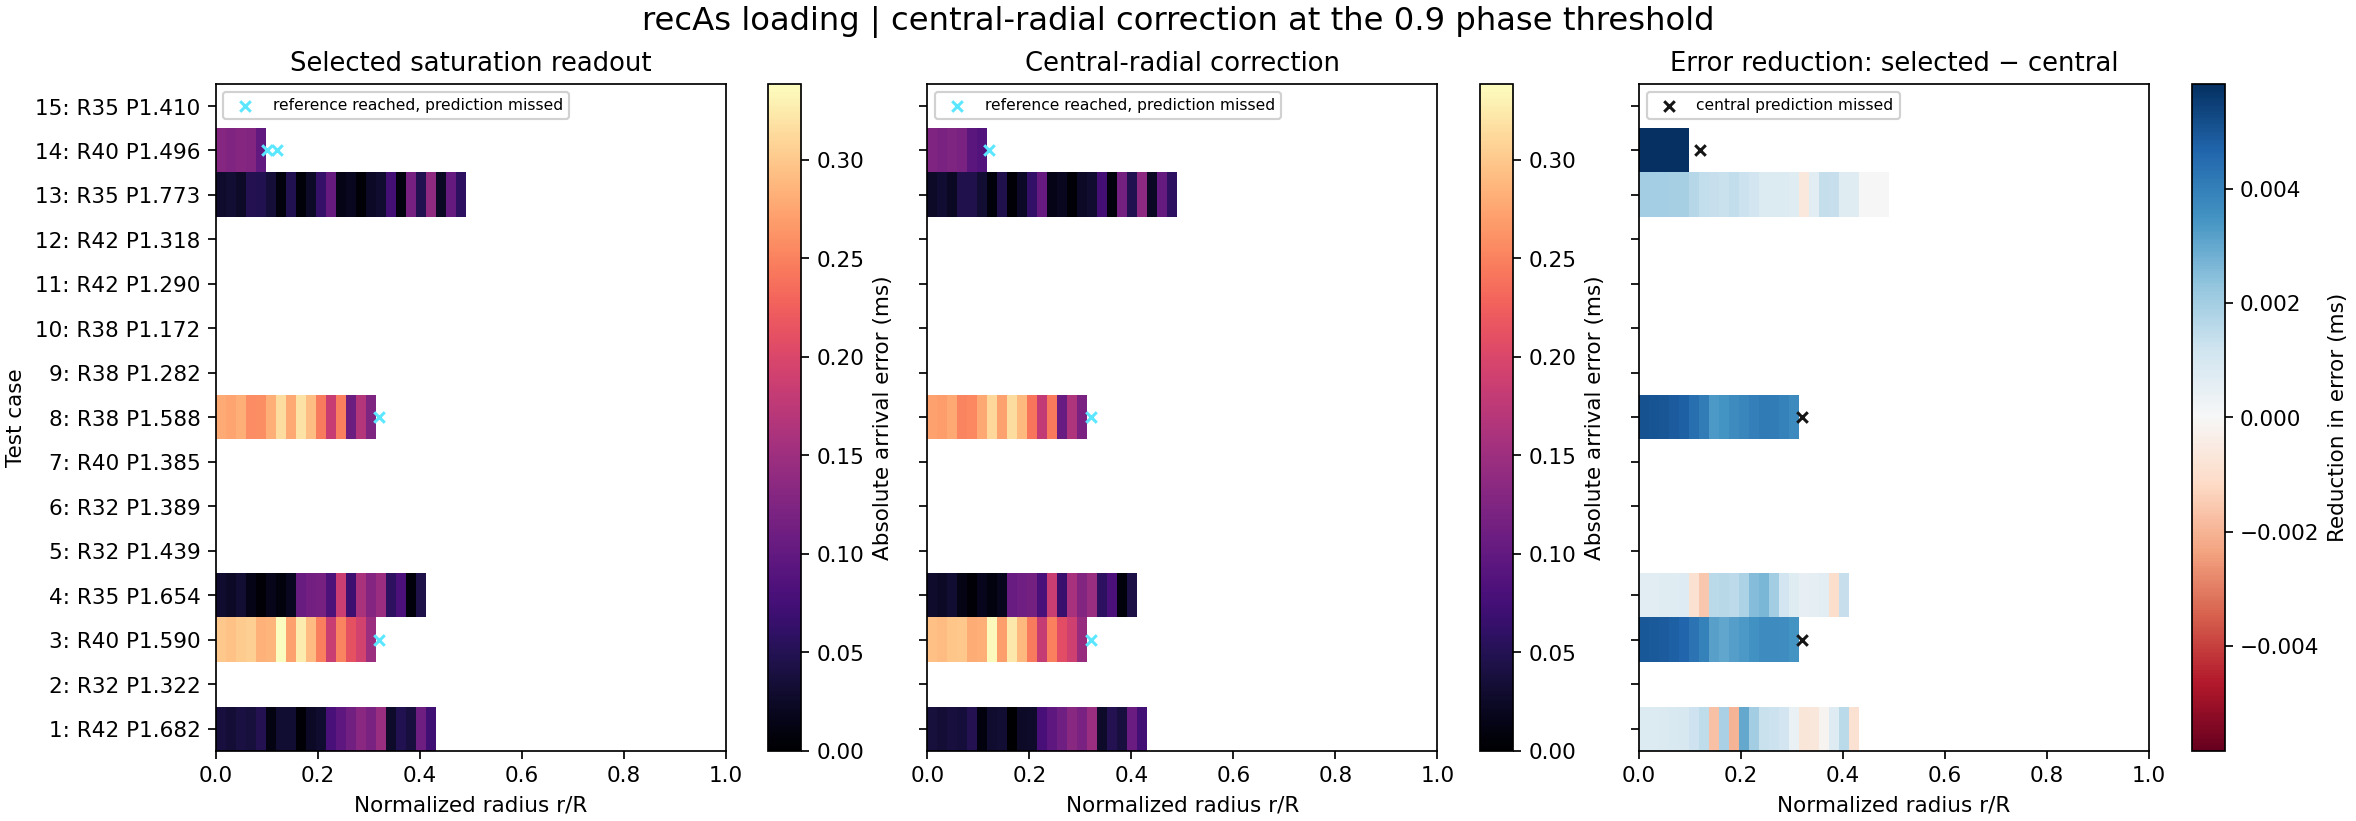 recAs loading | central-radial correction at the 0.9 phase threshold
Selected saturation readout
reference reached, prediction missed
Test case
15: R35 P1.410
14: R40 P1.496
13: R35 P1.773
12: R42 P1.318
11: R42 P1.290
10: R38 P1.172
9: R38 P1.282
8: R38 P1.588
7: R40 P1.385
6: R32 P1.389
5: R32 P1.439
4: R35 P1.654
3: R40 P1.590
2: R32 P1.322
1: R42 P1.682
0.0 0.2 0.4 0.6 0.8 1.0
Normalized radius r/R
0.30
0.25
0.20
0.15
0.10
0.05
0.00
Absolute arrival error (ms)
Central-radial correction
reference reached, prediction missed
0.0 0.2 0.4 0.6 0.8 1.0
Normalized radius r/R
0.30
0.25
0.20
0.15
0.10
0.05
0.00
Absolute arrival error (ms)
Error reduction: selected − central
central prediction missed
0.0 0.2 0.4 0.6 0.8 1.0
Normalized radius r/R
0.004
0.002
0.000
−0.002
−0.004
Reduction in error (ms)